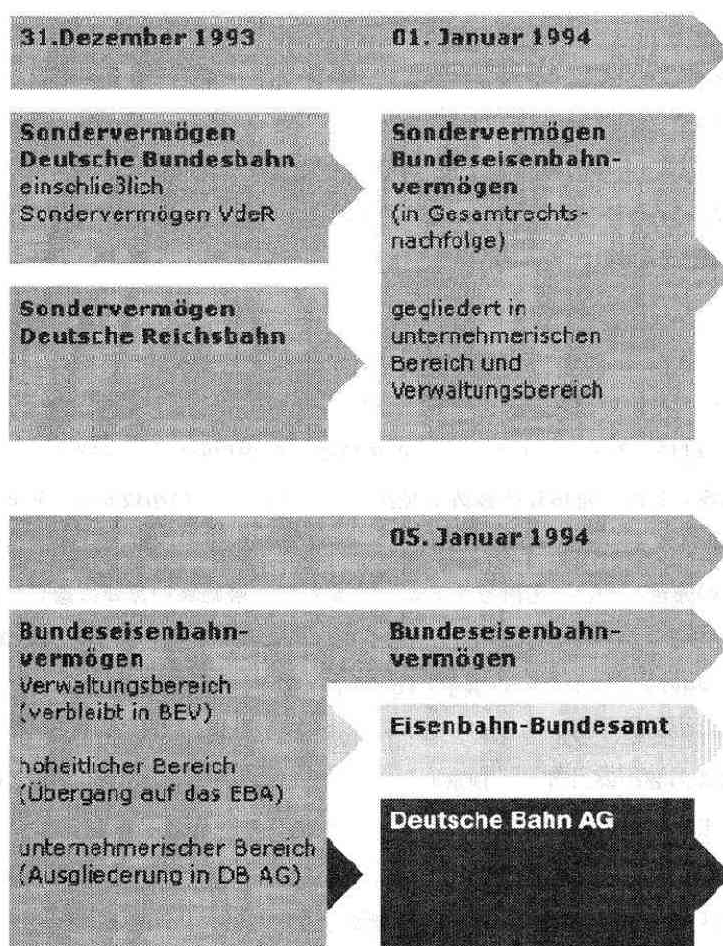 31.Dezember 1993
01. Januar 1994
Sondervermögen
Deutsche Bundesbahn
einschließlich
Sondervermögen VdeR
Sondervermögen
Deutsche Reichsbahn
Sondervermögen
Bundeseisenbahn-
vermögen
(in Gesamtrechts-
nachfolge)
gegliedert in
unternehmerischen
Bereich und
Verwaltungsbereich
05. Januar 1994
Bundeseisenbahn-
vermögen
Verwaltungsbereich
(verbleibt in BEV)
hoheitlicher Bereich
(Übergang auf das EBA)
unternehmerischer Bereich
(Ausgliederung in DB AG)
Bundeseisenbahn-
vermögen
Eisenbahn-Bundesamt
Deutsche Bahn AG